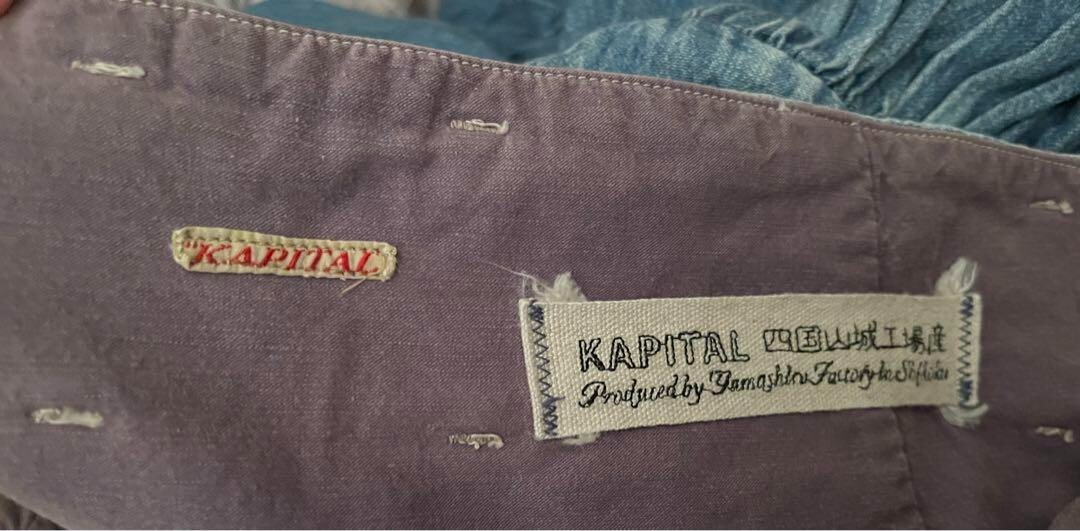 "KAPITAL
KAPITAL 四国山城工場産
Produced by Yamashiro Factory in Shikoku